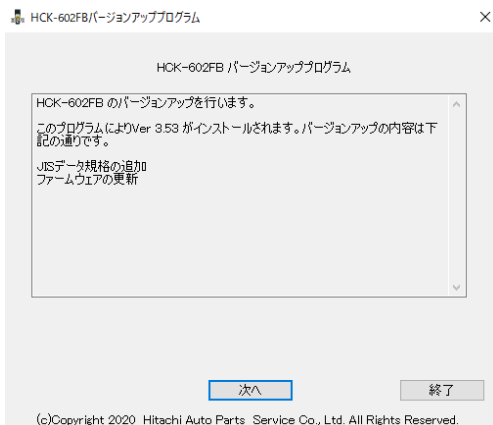 HCK-602FBバージョンアッププログラム
HCK-602FB バージョンアッププログラム
HCK-602FB のバージョンアップを行います。
このプログラムによりVer 3.53 がインストールされます。バージョンアップの内容は下
記の通りです。
JISデータ規格の追加
ファームウェアの更新
次へ
終了
(c)Copyright 2020 Hitachi Auto Parts Service Co., Ltd. All Rights Reserved.